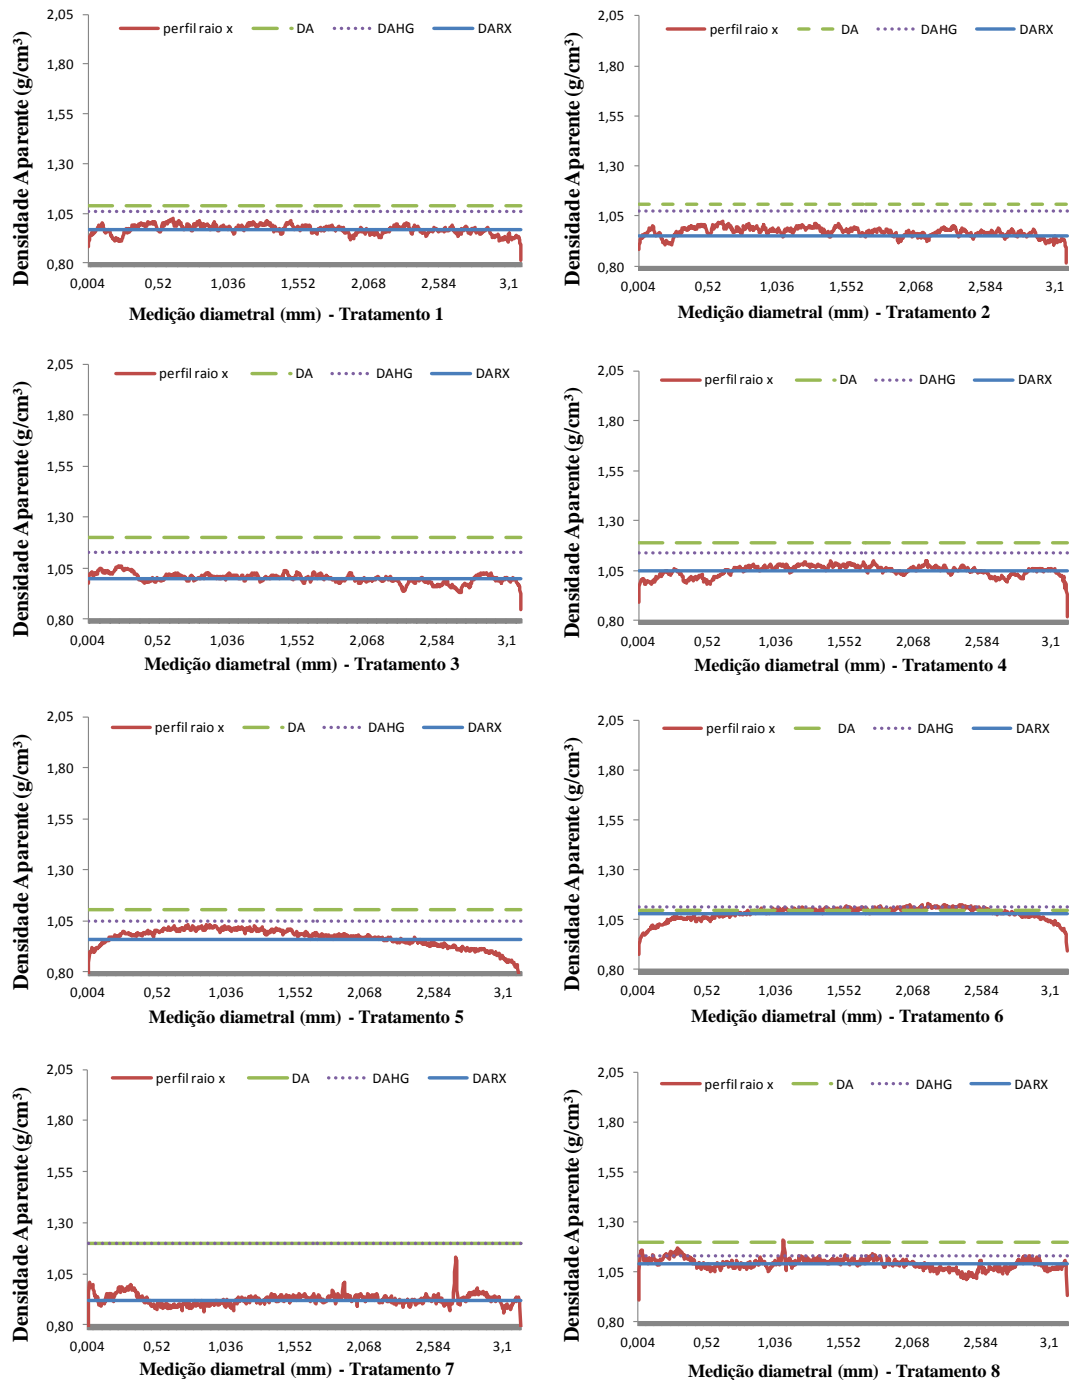 2,05
perfil raio x DA DAHG DARX
1,80
1,55
1,30
1,05
0,80
Densidade Aparente (g/cm³)
0,004 0,52 1,036 1,552 2,068 2,584 3,1
Medição diametral (mm) - Tratamento 1
2,05
perfil raio x DA DAHG DARX
1,80
1,55
1,30
1,05
0,80
Densidade Aparente (g/cm³)
0,004 0,52 1,036 1,552 2,068 2,584 3,1
Medição diametral (mm) - Tratamento 2
2,05
perfil raio x DA DAHG DARX
1,80
1,55
1,30
1,05
0,80
Densidade Aparente (g/cm³)
0,004 0,52 1,036 1,552 2,068 2,584 3,1
Medição diametral (mm) - Tratamento 3
2,05
perfil raio x DA DAHG DARX
1,80
1,55
1,30
1,05
0,80
Densidade Aparente (g/cm³)
0,004 0,52 1,036 1,552 2,068 2,584 3,1
Medição diametral (mm) - Tratamento 4
2,05
perfil raio x DA DAHG DARX
1,80
1,55
1,30
1,05
0,80
Densidade Aparente (g/cm³)
0,004 0,52 1,036 1,552 2,068 2,584 3,1
Medição diametral (mm) - Tratamento 5
2,05
perfil raio x DA DAHG DARX
1,80
1,55
1,30
1,05
0,80
Densidade Aparente (g/cm³)
0,004 0,52 1,036 1,552 2,068 2,584 3,1
Medição diametral (mm) - Tratamento 6
2,05
perfil raio x DA DAHG DARX
1,80
1,55
1,30
1,05
0,80
Densidade Aparente (g/cm³)
0,004 0,52 1,036 1,552 2,068 2,584 3,1
Medição diametral (mm) - Tratamento 7
2,05
perfil raio x DA DAHG DARX
1,80
1,55
1,30
1,05
0,80
Densidade Aparente (g/cm³)
0,004 0,52 1,036 1,552 2,068 2,584 3,1
Medição diametral (mm) - Tratamento 8